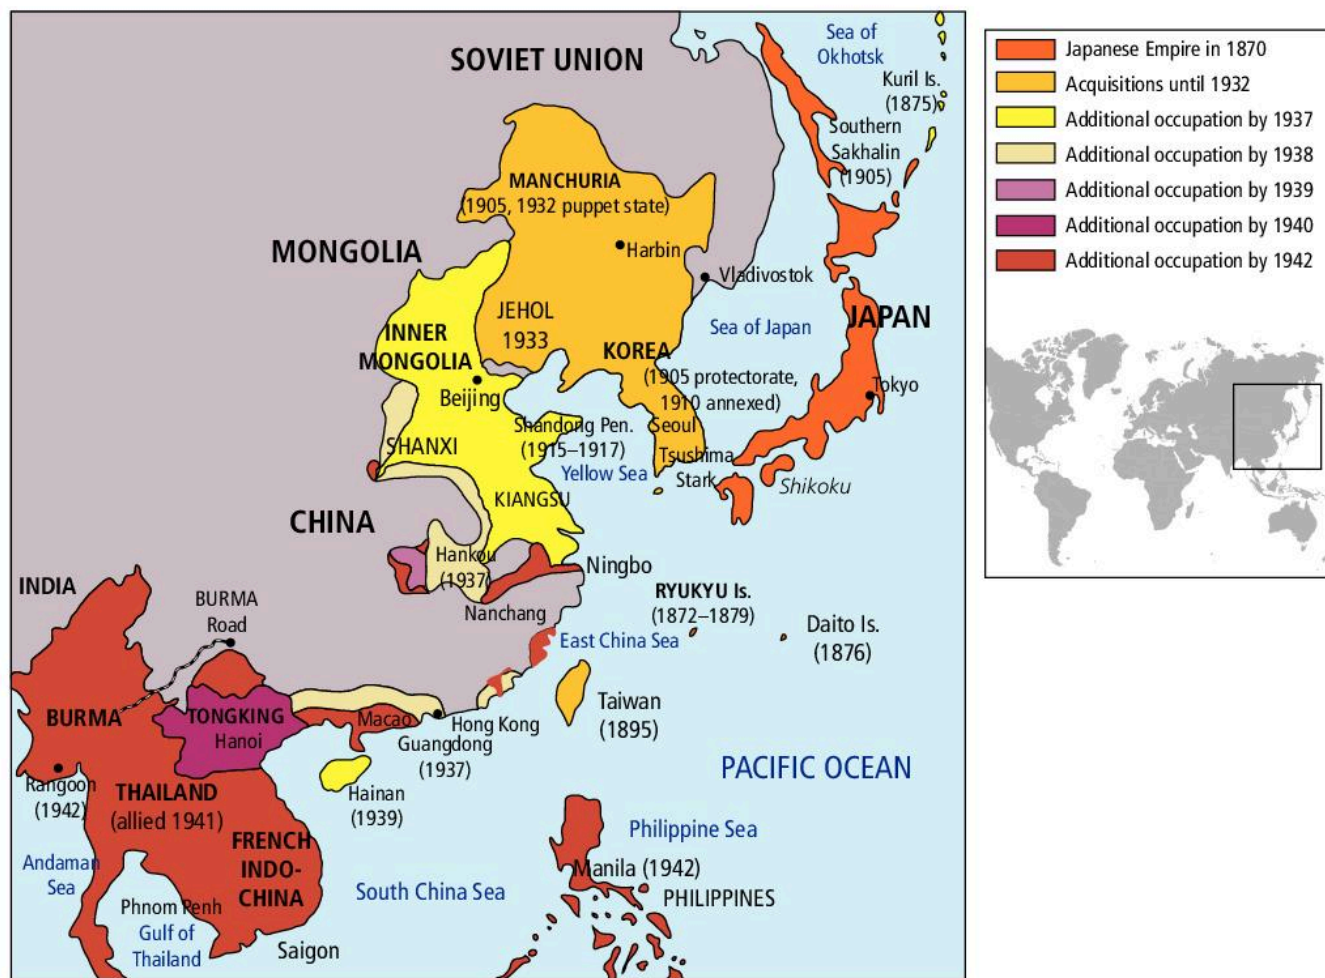 SOVIET UNION
Sea of
Okhotsk
Kuril Is.
(1875)
Southern
Sakhalin
(1905)
MANCHURIA
(1905, 1932 puppet state)
Harbin
MONGOLIA
Vladivostok
JEHOL
1933
Sea of Japan
JAPAN
INNER
MONGOLIA
KOREA
(1905 protectorate,
1910 annexed)
Tokyo
Beijing
Shandong Pen.
(1915–1917)
Seoul
SHANXI
Yellow Sea
Tsushima
Stark
Shikoku
KIANGSU
CHINA
Hankou
(1937)
Ningbo
Nanchang
INDIA
BURMA
Road
RYUKYU Is.
(1872–1879)
Daito Is.
(1876)
East China Sea
BURMA
TONGKING
Hanoi
Macao
Hong Kong
Guangdong
(1937)
Taiwan
(1895)
PACIFIC OCEAN
Rangoon
(1942)
THAILAND
(allied 1941)
Hainan
(1939)
FRENCH
INDO-
CHINA
Philippine Sea
Andaman
Sea
South China Sea
Manila (1942)
PHILIPPINES
Phnom Penh
Gulf of
Thailand
Saigon
Japanese Empire in 1870
Acquisitions until 1932
Additional occupation by 1937
Additional occupation by 1938
Additional occupation by 1939
Additional occupation by 1940
Additional occupation by 1942